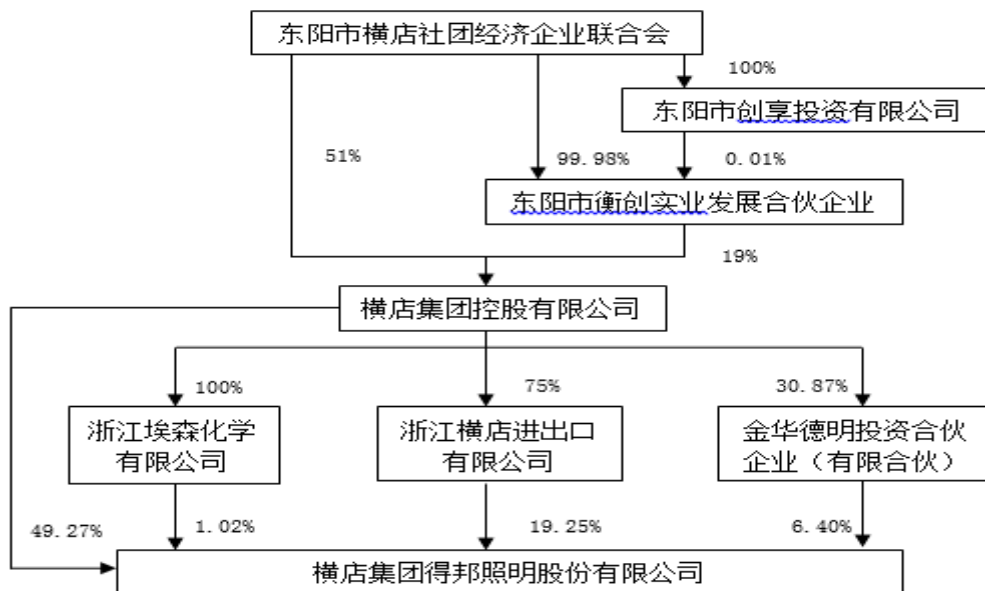 东阳市横店社团经济企业联合会
100%
东阳市创享投资有限公司
51%
99.98%
0.01%
东阳市衡创实业发展合伙企业
19%
横店集团控股有限公司
100%
75%
30.87%
浙江埃森化学
有限公司
浙江横店进出口
有限公司
金华德明投资合伙
企业（有限合伙）
49.27%
1.02%
19.25%
6.40%
横店集团得邦照明股份有限公司